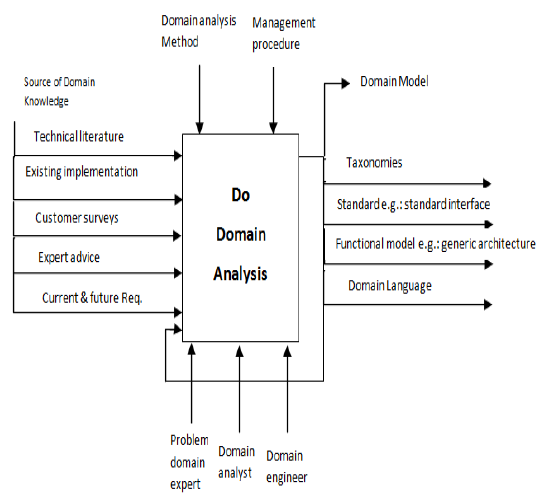 Domain analysis
Method
Management
procedure
Source of Domain
Knowledge
Domain Model
Technical literature
Existing implementation
Customer surveys
Expert advice
Current & future Req.
Do
Domain
Analysis
Taxonomies
Standard e.g.: standard interface
Functional model e.g.: generic architecture
Domain Language
Problem
domain
expert
Domain
analyst
Domain
engineer